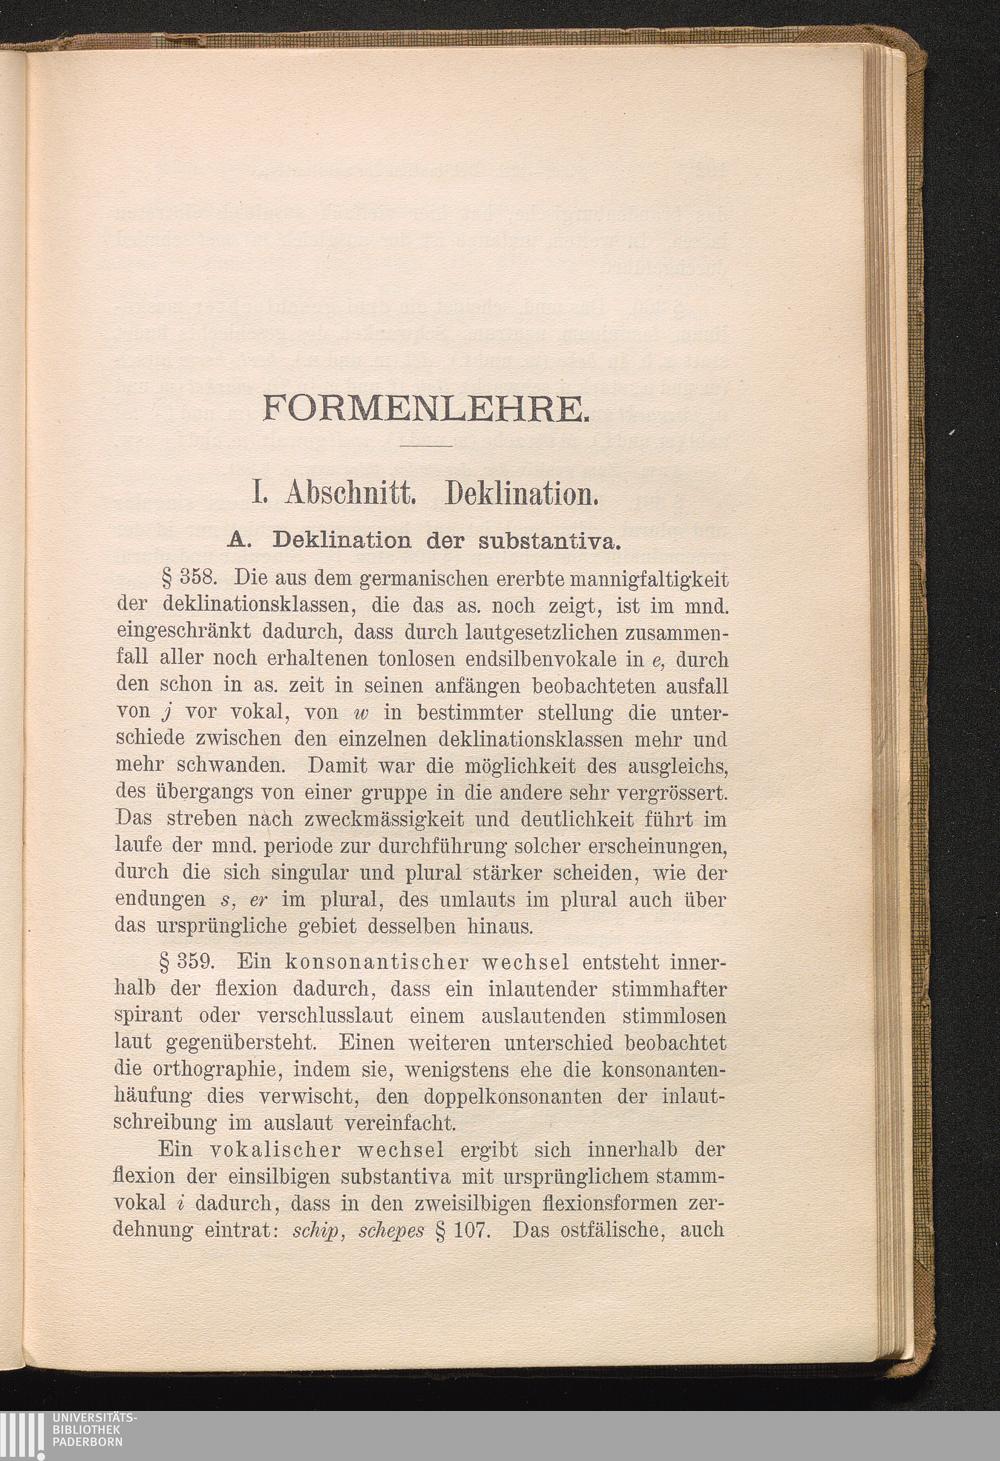 FORMENLEHRE.
I. Abschnitt. Deklination.
A. Deklination der substantiva.
§ 358. Die aus dem germanischen ererbte mannigfaltigkeit
der deklinationsklassen, die das as. noch zeigt, ist im mnd.
eingeschränkt dadurch, dass durch lautgesetzlichen zusammen-
fall aller noch erhaltenen tonlosen endsilbenvokale in e, durch
den schon in as. zeit in seinen anfängen beobachteten ausfall
von j vor vokal, von w in bestimmter stellung die unter-
schiede zwischen den einzelnen deklinationsklassen mehr und
mehr schwanden. Damit war die möglichkeit des ausgleichs,
des übergangs von einer gruppe in die andere sehr vergrössert.
Das streben nach zweckmässigkeit und deutlichkeit führt im
laufe der mnd. periode zur durchführung solcher erscheinungen,
durch die sich singular und plural stärker scheiden, wie der
endungen s, er im plural, des umlauts im plural auch über
das ursprüngliche gebiet desselben hinaus.
§ 359. Ein konsonantischer wechsel entsteht inner-
halb der flexion dadurch, dass ein inlautender stimmhafter
spirant oder verschlusslaut einem auslautenden stimmlosen
laut gegenübersteht. Einen weiteren unterschied beobachtet
die orthographie, indem sie, wenigstens ehe die konsonanten-
häufung dies verwischt, den doppelkonsonanten der inlaut-
schreibung im auslaut vereinfacht.
Ein vokalischer wechsel ergibt sich innerhalb der
flexion der einsilbigen substantiva mit ursprünglichem stamm-
vokal i dadurch, dass in den zweisilbigen flexionsformen zer-
dehnung eintrat: schip, schepes § 107. Das ostfälische, auch
UNIVERSITÄTS-
BIBLIOTHEK
PADERBORN